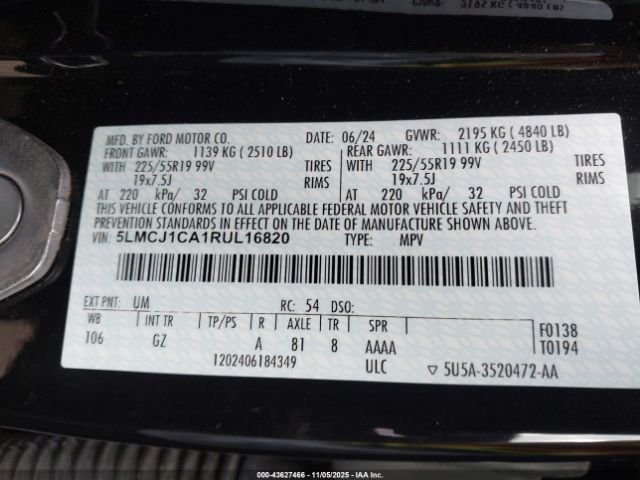 MFD. BY FORD MOTOR CO. DATE: 06/24 GVWR: 2195 KG ( 4840 LB)
FRONT GAWR: 1139 KG ( 2510 LB) REAR GAWR: 1111 KG ( 2450 LB)
WITH 225/55R19 99V TIRES WITH 225/55R19 99V TIRES
19x7.5J RIMS 19x7.5J RIMS
AT 220 kPa/ 32 PSI COLD AT 220 kPa/ 32 PSI COLD
THIS VEHICLE CONFORMS TO ALL APPLICABLE FEDERAL MOTOR VEHICLE SAFETY AND THEFT
PREVENTION STANDARDS IN EFFECT ON THE DATE OF MANUFACTURE SHOWN ABOVE.
VIN: 5LMCJ1CA1RUL16820 TYPE: MPV
EXT PNT: UM RC: 54 DSO:
WB INT TR TP/PS R AXLE TR SPR F0138
106 GZ A 81 8 AAAA T0194
1202406184349 ULC ▽ 5U5A-3520472-AA
000-43627466 - 11/05/2025 - IAAI.CA